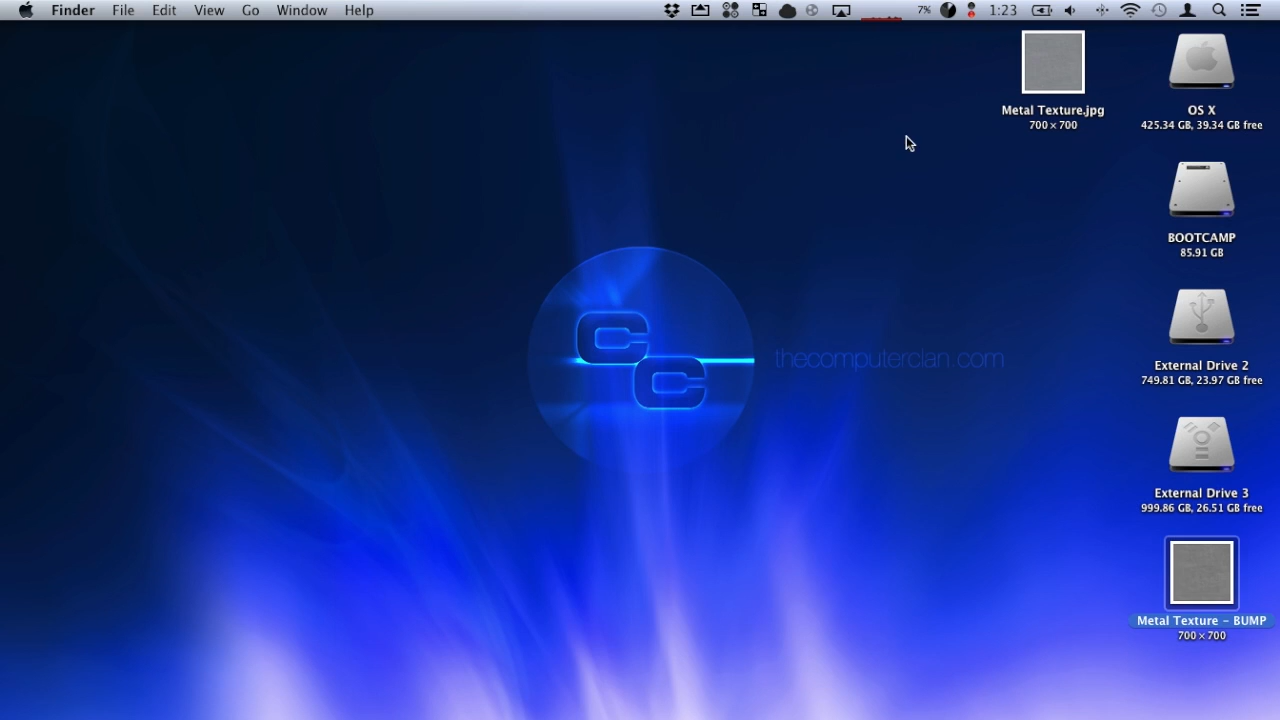 Finder File Edit View Go Window Help 7% 1:23
Metal Texture.jpg
700 × 700
OS X
425.34 GB, 39.34 GB free
BOOTCAMP
85.91 GB
CC
thecomputerclan.com
External Drive 2
749.81 GB, 23.97 GB free
External Drive 3
999.86 GB, 26.51 GB free
Metal Texture - BUMP
700 × 700